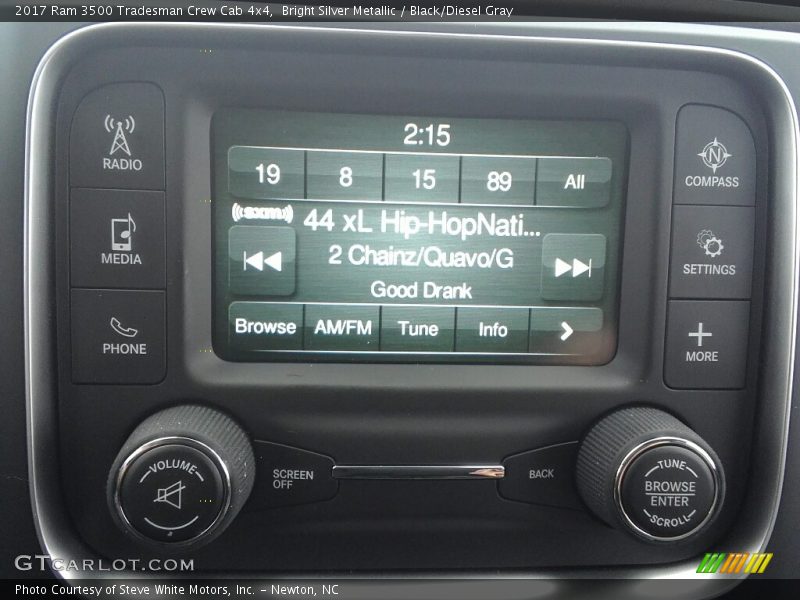 2017 Ram 3500 Tradesman Crew Cab 4x4, Bright Silver Metallic / Black/Diesel Gray
2:15
RADIO
19 8 15 89 All
COMPASS
((sxm))
44 xL Hip-HopNati...
MEDIA
2 Chainz/Quavo/G
SETTINGS
Good Drank
PHONE
Browse AM/FM Tune Info >
MORE
VOLUME
SCREEN OFF
BACK
TUNE
BROWSE
ENTER
SCROLL
GTCARLOT.COM
Photo Courtesy of Steve White Motors, Inc. – Newton, NC